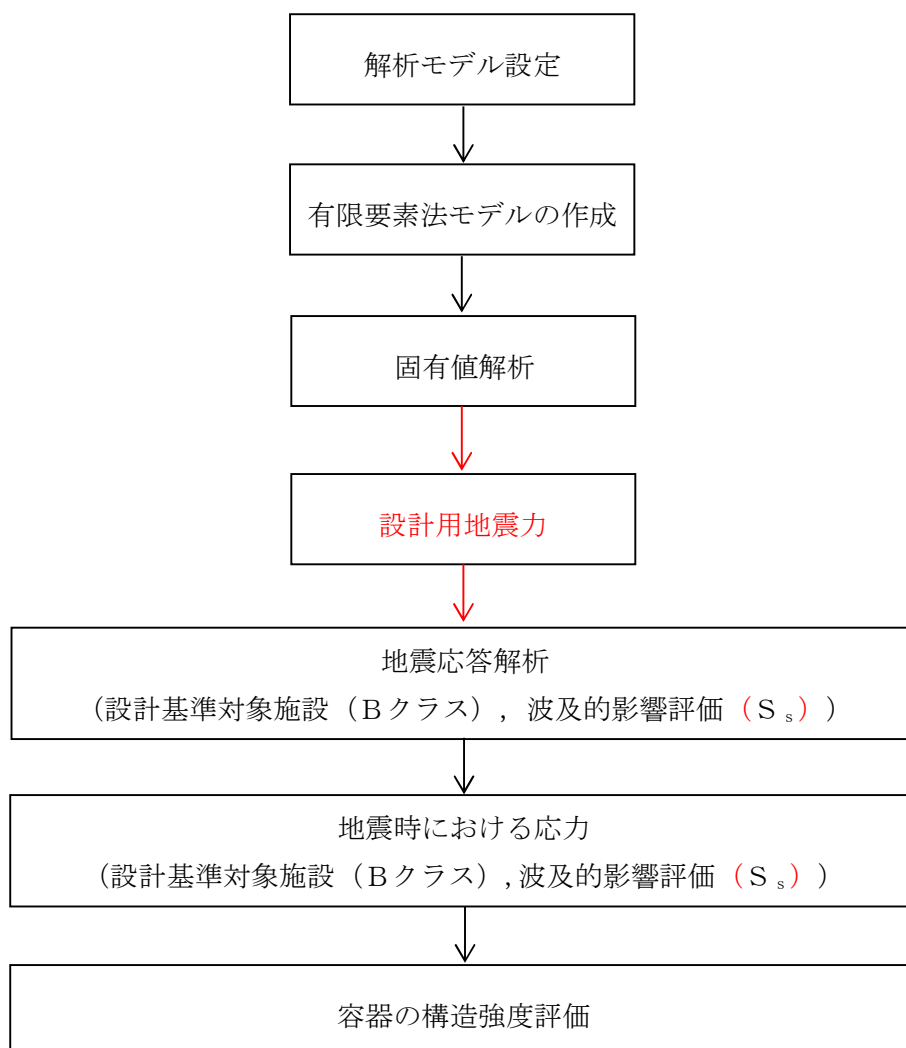 解析モデル設定
有限要素法モデルの作成
固有値解析
設計用地震力
地震応答解析
（設計基準対象施設（Ｂクラス），波及的影響評価（Ｓｓ））
地震時における応力
（設計基準対象施設（Ｂクラス）,波及的影響評価（Ｓｓ））
容器の構造強度評価